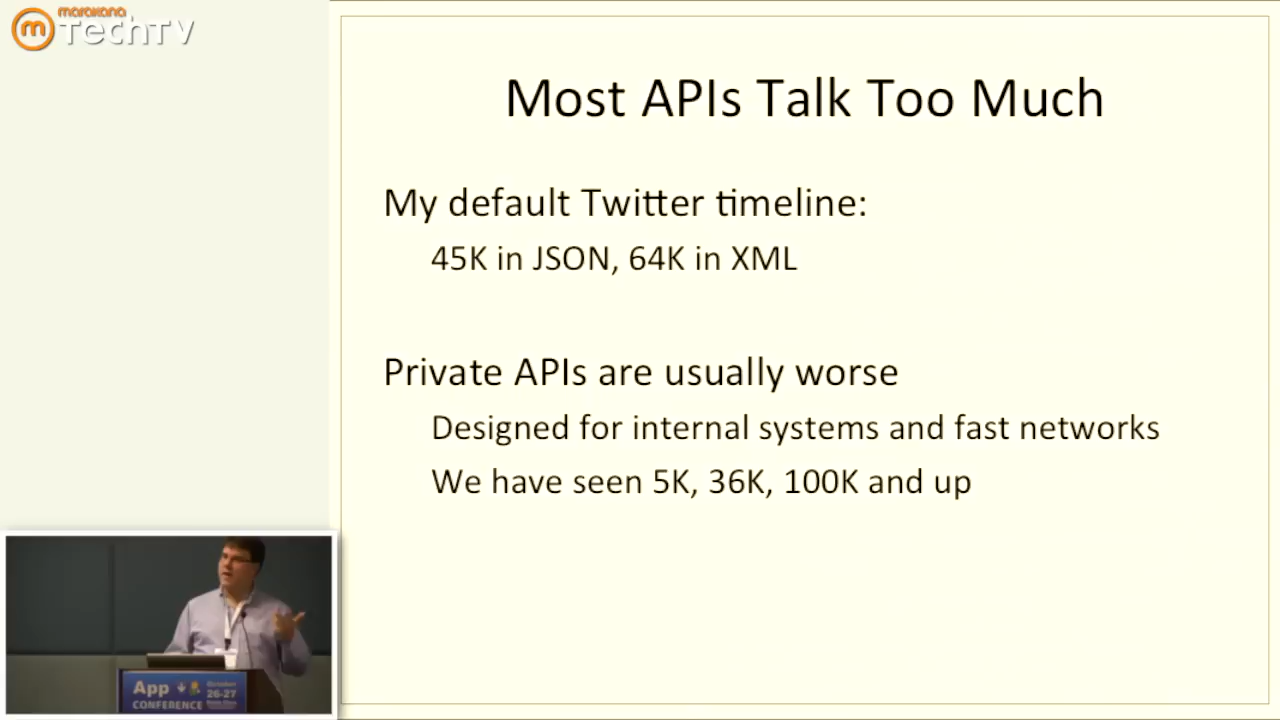 marakana
TechTV
Most APIs Talk Too Much
My default Twitter timeline:
45K in JSON, 64K in XML
Private APIs are usually worse
Designed for internal systems and fast networks
We have seen 5K, 36K, 100K and up
App
CONFERENCE
October
26-27